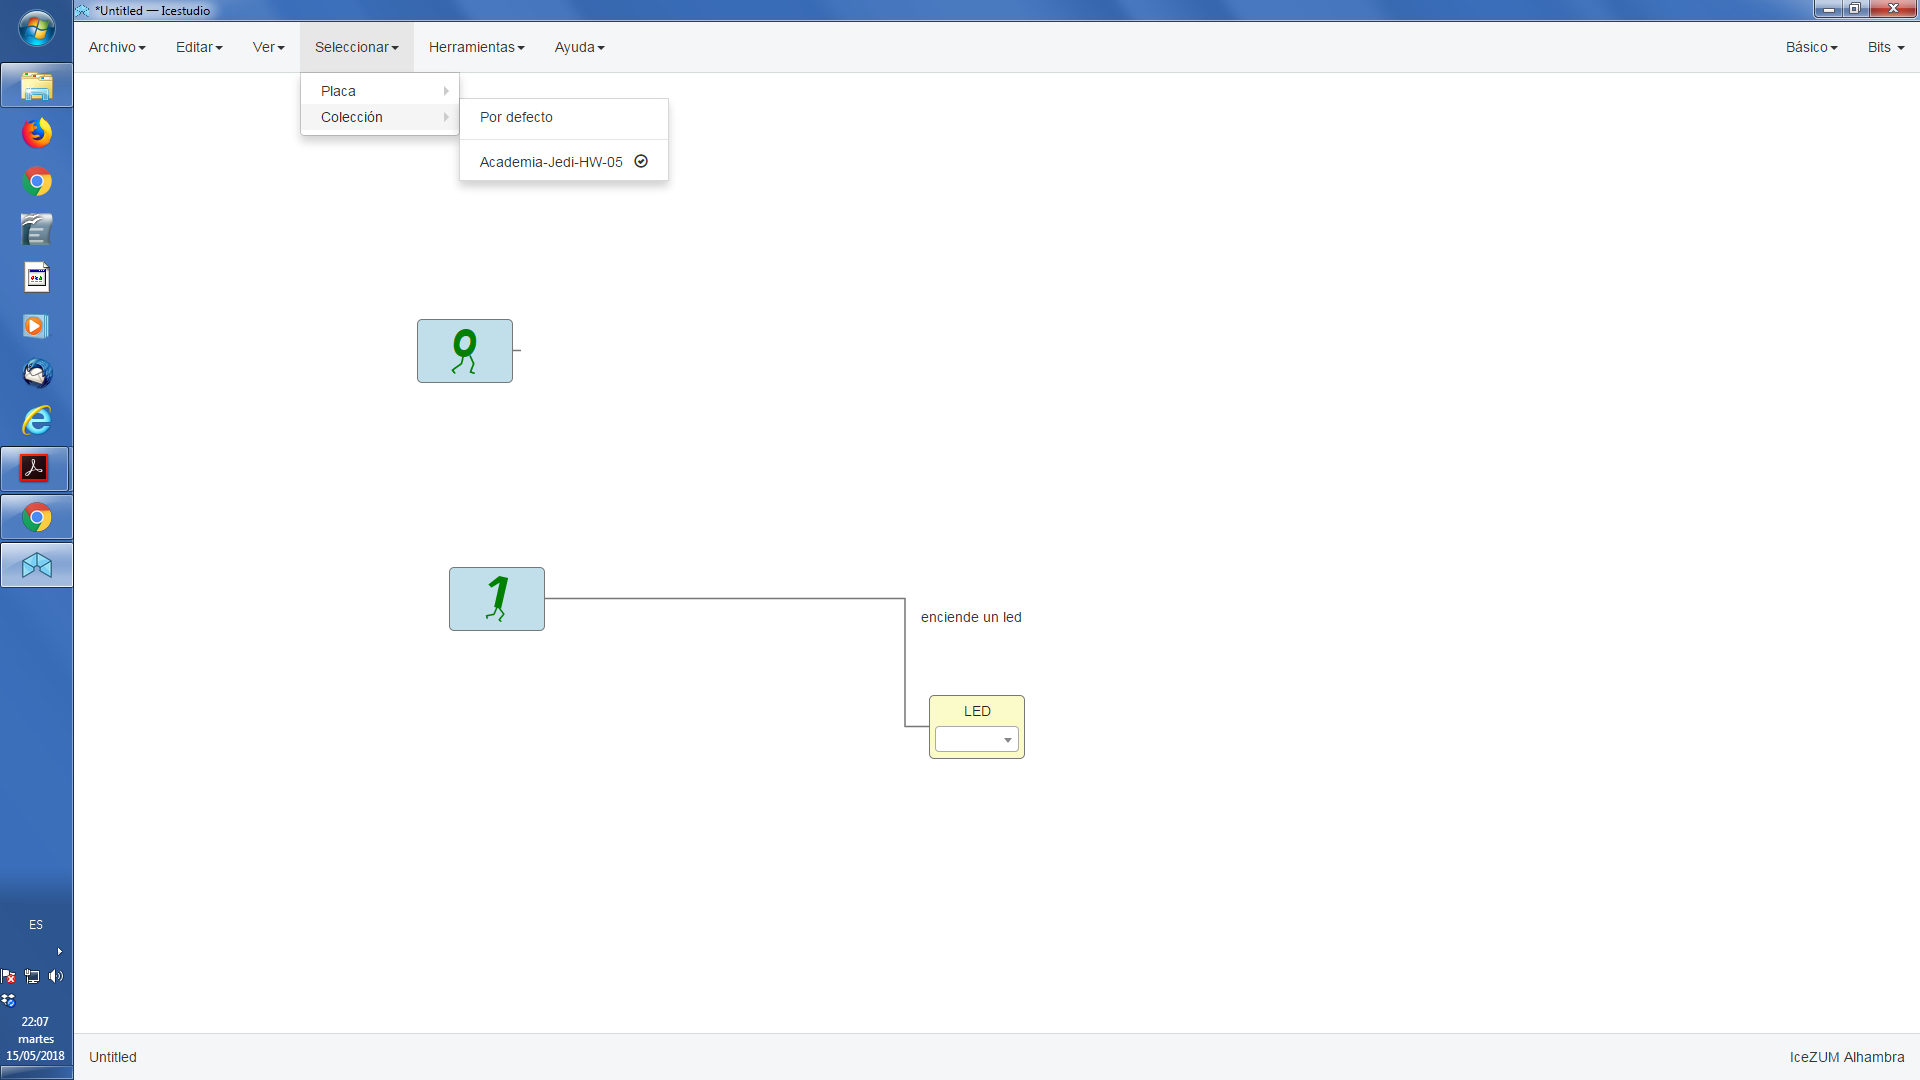 *Untitled — Icestudio
Archivo Editar Ver Seleccionar Herramientas Ayuda Básico Bits
Placa
Colección
Por defecto
Academia-Jedi-HW-05
0
1
enciende un led
LED
ES
22:07
martes
15/05/2018
Untitled IceZUM Alhambra